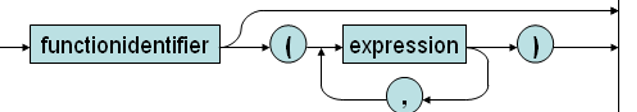 functionidentifier ( expression )
,